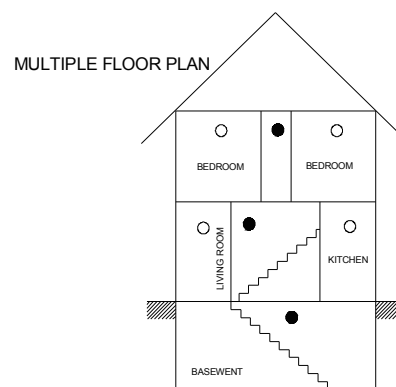 MULTIPLE FLOOR PLAN
BEDROOM
BEDROOM
LIVING ROOM
KITCHEN
BASEWENT